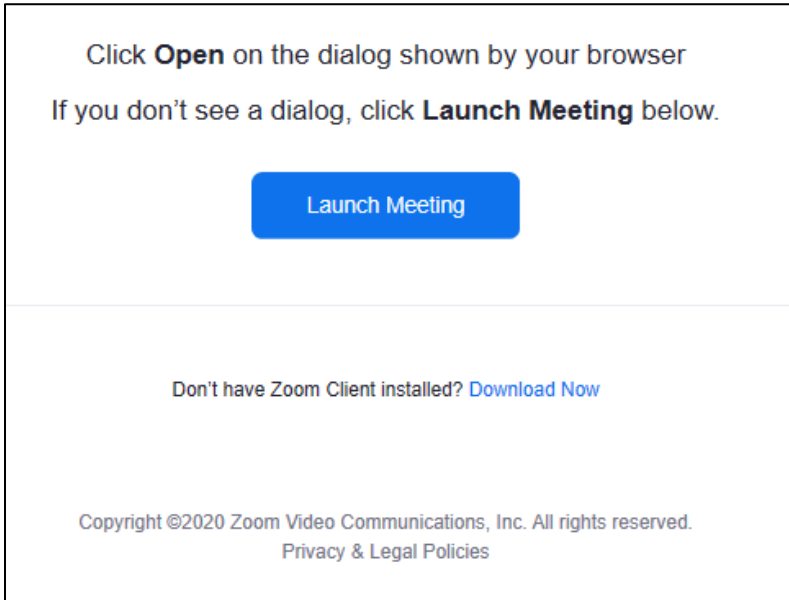 Click Open on the dialog shown by your browser
If you don’t see a dialog, click Launch Meeting below.
Launch Meeting
Don’t have Zoom Client installed? Download Now
Copyright ©2020 Zoom Video Communications, Inc. All rights reserved.
Privacy & Legal Policies